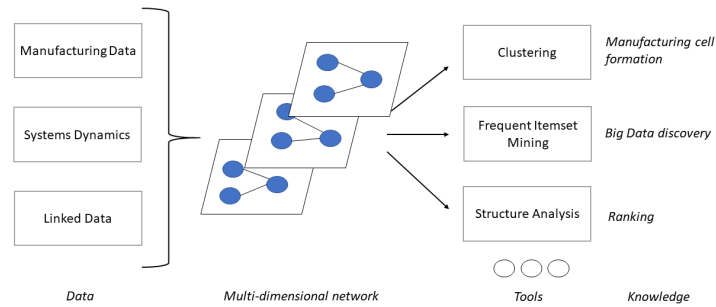 Manufacturing Data
Systems Dynamics
Linked Data
Clustering
Manufacturing cell
formation
Frequent Itemset
Mining
Big Data discovery
Structure Analysis
Ranking
Data
Multi-dimensional network
Tools
Knowledge